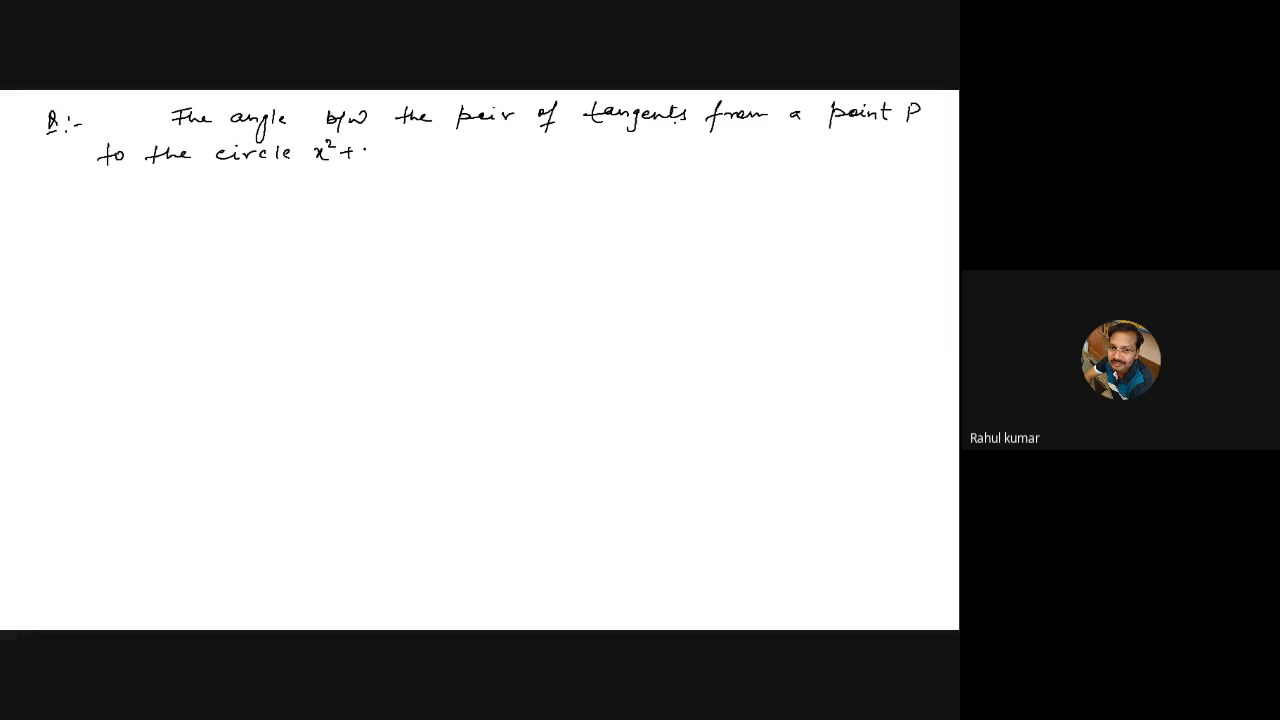 Q:- The angle b/w the pair of tangents from a point P
to the circle x² + .
Rahul kumar